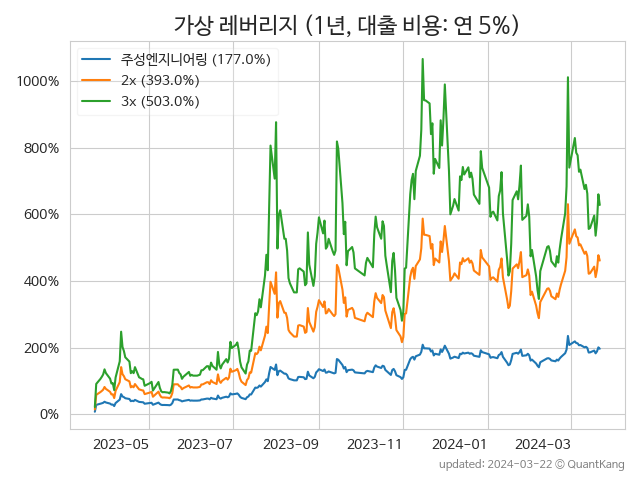 가상 레버리지 (1년, 대출 비용: 연 5%)
주성엔지니어링 (177.0%)
2x (393.0%)
3x (503.0%)
1000%
800%
600%
400%
200%
0%
2023-05 2023-07 2023-09 2023-11 2024-01 2024-03
updated: 2024-03-22 © QuantKang